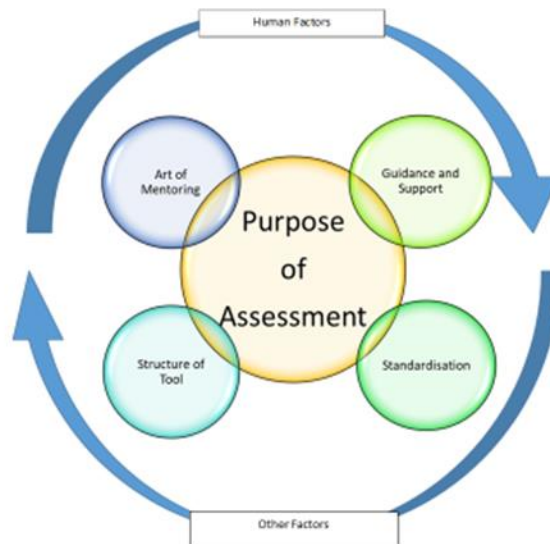 Human Factors
Art of
Mentoring
Guidance and
Support
Purpose
of
Assessment
Structure of
Tool
Standardisation
Other Factors